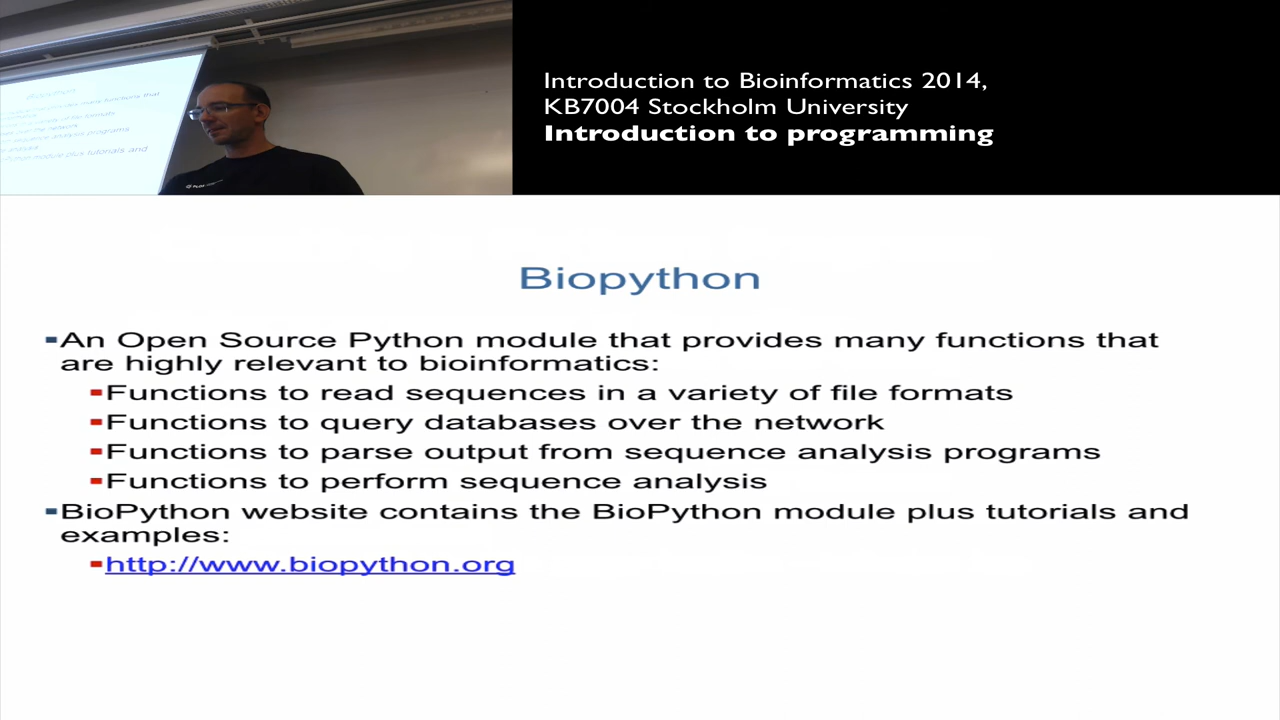 Introduction to Bioinformatics 2014,
KB7004 Stockholm University
Introduction to programming
Biopython
An Open Source Python module that provides many functions that
are highly relevant to bioinformatics:
Functions to read sequences in a variety of file formats
Functions to query databases over the network
Functions to parse output from sequence analysis programs
Functions to perform sequence analysis
BioPython website contains the BioPython module plus tutorials and
examples:
http://www.biopython.org